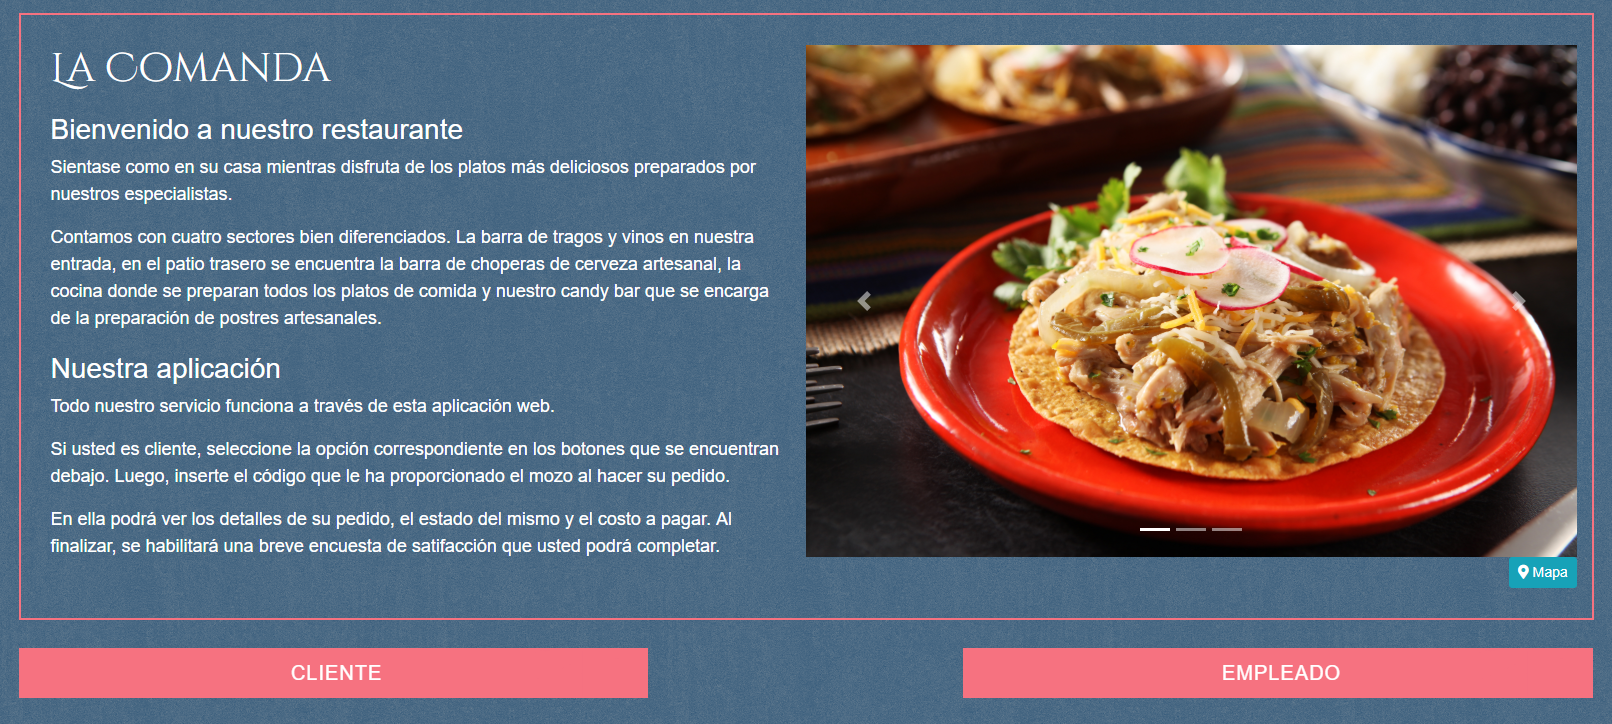 La Comanda
Bienvenido a nuestro restaurante
Sientase como en su casa mientras disfruta de los platos más deliciosos preparados por
nuestros especialistas.
Contamos con cuatro sectores bien diferenciados. La barra de tragos y vinos en nuestra
entrada, en el patio trasero se encuentra la barra de choperas de cerveza artesanal, la
cocina donde se preparan todos los platos de comida y nuestro candy bar que se encarga
de la preparación de postres artesanales.
Nuestra aplicación
Todo nuestro servicio funciona a través de esta aplicación web.
Si usted es cliente, seleccione la opción correspondiente en los botones que se encuentran
debajo. Luego, inserte el código que le ha proporcionado el mozo al hacer su pedido.
En ella podrá ver los detalles de su pedido, el estado del mismo y el costo a pagar. Al
finalizar, se habilitará una breve encuesta de satifacción que usted podrá completar.
Mapa
CLIENTE
EMPLEADO